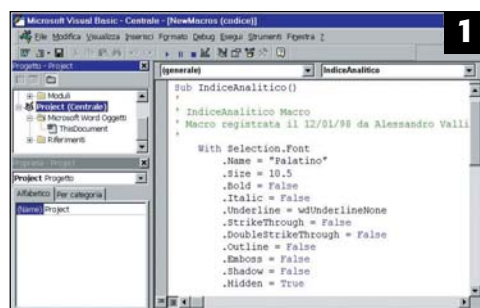 Microsoft Visual Basic - Centrale - [NewMacros (codice)]
1
File Modifica Visualizza Inserisci Formato Debug Esegui Strumenti Finestra ?
Progetto - Project
Moduli
Project (Centrale)
Microsoft Word Oggetti
ThisDocument
Riferimenti
Proprietà - Project
Project Progetto
Alfabetico Per categoria
(Name) Project
(generale) IndiceAnalitico
Sub IndiceAnalitico()
'
' IndiceAnalitico Macro
' Macro registrata il 12/01/98 da Alessandro Valli
'
With Selection.Font
.Name = "Palatino"
.Size = 10.5
.Bold = False
.Italic = False
.Underline = wdUnderlineNone
.StrikeThrough = False
.DoubleStrikeThrough = False
.Outline = False
.Emboss = False
.Shadow = False
.Hidden = True